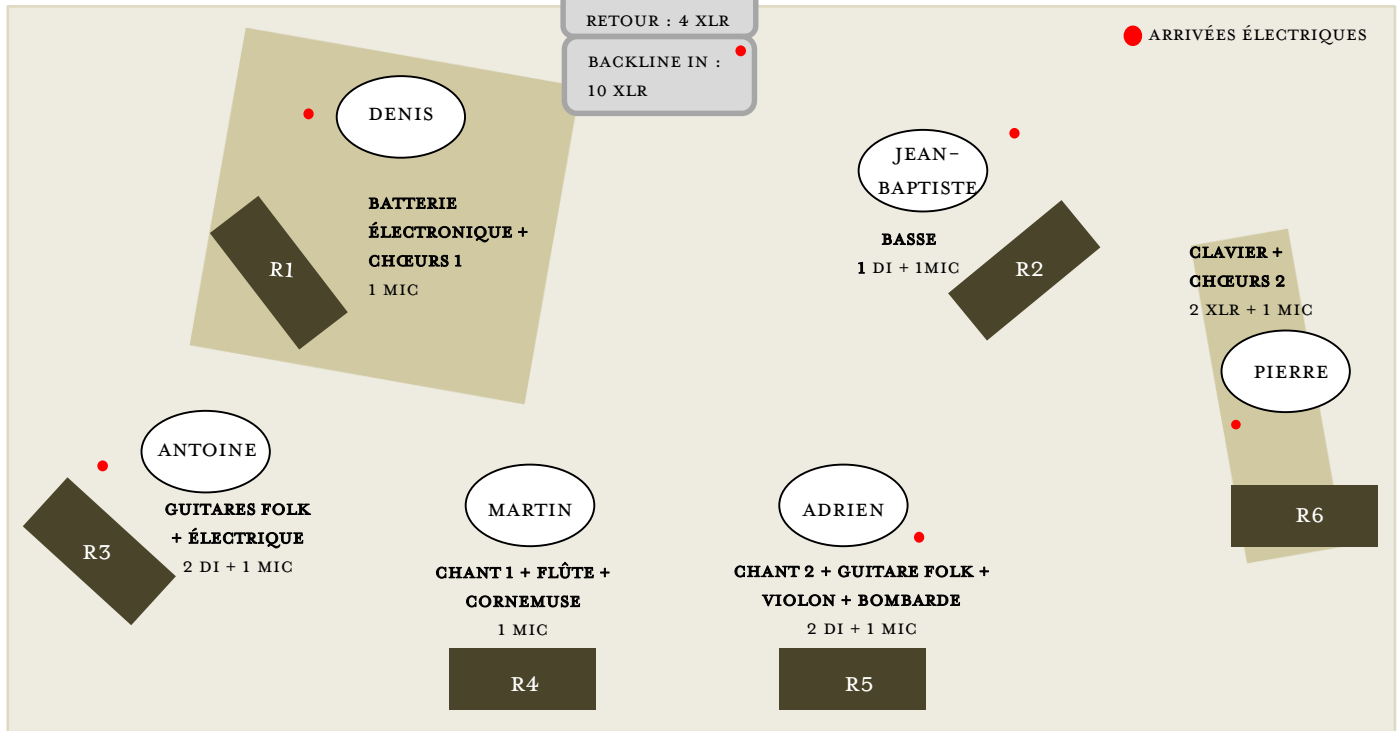 RETOUR : 4 XLR
BACKLINE IN :
10 XLR
ARRIVÉES ÉLECTRIQUES
DENIS
BATTERIE
ÉLECTRONIQUE +
CHŒURS 1
1 MIC
R1
JEAN-
BAPTISTE
BASSE
1 DI + 1MIC
R2
CLAVIER +
CHŒURS 2
2 XLR + 1 MIC
PIERRE
R6
ANTOINE
GUITARES FOLK
+ ÉLECTRIQUE
2 DI + 1 MIC
R3
MARTIN
CHANT 1 + FLÛTE +
CORNEMUSE
1 MIC
R4
ADRIEN
CHANT 2 + GUITARE FOLK +
VIOLON + BOMBARDE
2 DI + 1 MIC
R5